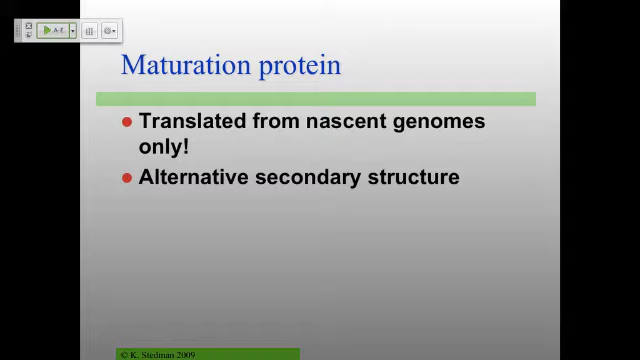 A-E
Maturation protein
Translated from nascent genomes
only!
Alternative secondary structure
© K. Stedman 2009